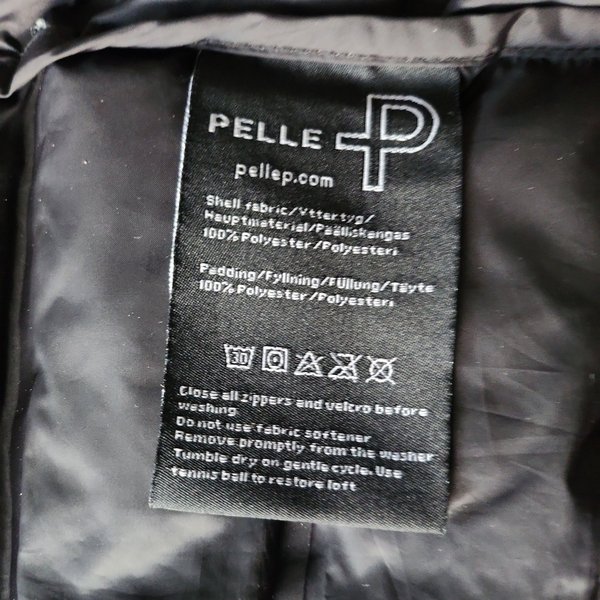 PELLE P
pellep.com
Shell fabric/Yttertyg/
Hauptmaterial/Päälliskangas
100% Polyester/Polyesteri
Padding/Fyllning/Füllung/Täyte
100% Polyester/Polyesteri
30
Close all zippers and velcro before
washing
Do not use fabric softener
Remove promptly from the washer
Tumble dry on gentle cycle. Use
tennis ball to restore loft